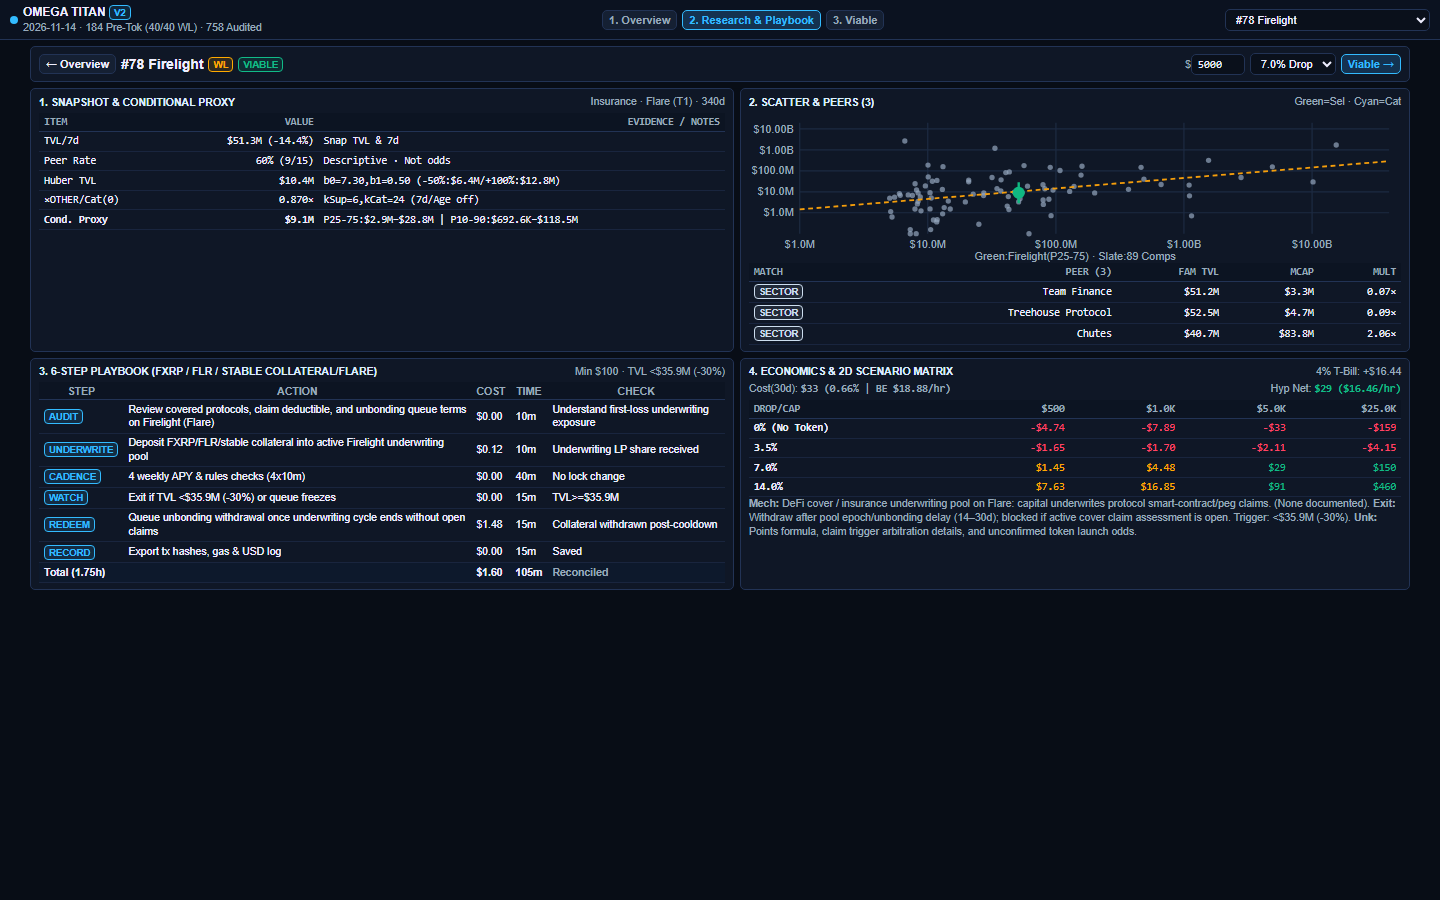 OMEGA TITAN V2
2026-11-14 · 184 Pre-Tok (40/40 WL) · 758 Audited
1. Overview
2. Research & Playbook
3. Viable
#78 Firelight
← Overview #78 Firelight WL VIABLE
$ 5000 7.0% Drop Viable →
1. SNAPSHOT & CONDITIONAL PROXY
Insurance · Flare (T1) · 340d
ITEM VALUE EVIDENCE / NOTES
TVL/7d $51.3M (-14.4%) Snap TVL & 7d
Peer Rate 60% (9/15) Descriptive · Not odds
Huber TVL $10.4M b0=7.30,b1=0.50 (-50%:$6.4M/+100%:$12.8M)
×OTHER/Cat(0) 0.870× kSup=6,kCat=24 (7d/Age off)
Cond. Proxy $9.1M P25-75:$2.9M–$28.8M | P10-90:$692.6K–$118.5M
2. SCATTER & PEERS (3)
Green=Sel · Cyan=Cat
$10.00B
$1.00B
$100.0M
$10.0M
$1.0M
$1.0M $10.0M $100.0M $1.00B $10.00B
Green:Firelight(P25-75) · Slate:89 Comps
MATCH PEER (3) FAM TVL MCAP MULT
SECTOR Team Finance $51.2M $3.3M 0.07×
SECTOR Treehouse Protocol $52.5M $4.7M 0.09×
SECTOR Chutes $40.7M $83.8M 2.06×
3. 6-STEP PLAYBOOK (FXRP / FLR / STABLE COLLATERAL/FLARE)
Min $100 · TVL <$35.9M (-30%)
STEP ACTION COST TIME CHECK
AUDIT Review covered protocols, claim deductible, and unbonding queue terms on Firelight (Flare) $0.00 10m Understand first-loss underwriting exposure
UNDERWRITE Deposit FXRP/FLR/stable collateral into active Firelight underwriting pool $0.12 10m Underwriting LP share received
CADENCE 4 weekly APY & rules checks (4x10m) $0.00 40m No lock change
WATCH Exit if TVL <$35.9M (-30%) or queue freezes $0.00 15m TVL>=$35.9M
REDEEM Queue unbonding withdrawal once underwriting cycle ends without open claims $1.48 15m Collateral withdrawn post-cooldown
RECORD Export tx hashes, gas & USD log $0.00 15m Saved
Total (1.75h) $1.60 105m Reconciled
4. ECONOMICS & 2D SCENARIO MATRIX
4% T-Bill: +$16.44
Cost(30d): $33 (0.66% | BE $18.88/hr)
Hyp Net: $29 ($16.46/hr)
DROP/CAP $500 $1.0K $5.0K $25.0K
0% (No Token) -$4.74 -$7.89 -$33 -$159
3.5% -$1.65 -$1.70 -$2.11 -$4.15
7.0% $1.45 $4.48 $29 $150
14.0% $7.63 $16.85 $91 $460
Mech: DeFi cover / insurance underwriting pool on Flare: capital underwrites protocol smart-contract/peg claims. (None documented). Exit:
Withdraw after pool epoch/unbonding delay (14–30d); blocked if active cover claim assessment is open. Trigger: <$35.9M (-30%). Unk:
Points formula, claim trigger arbitration details, and unconfirmed token launch odds.